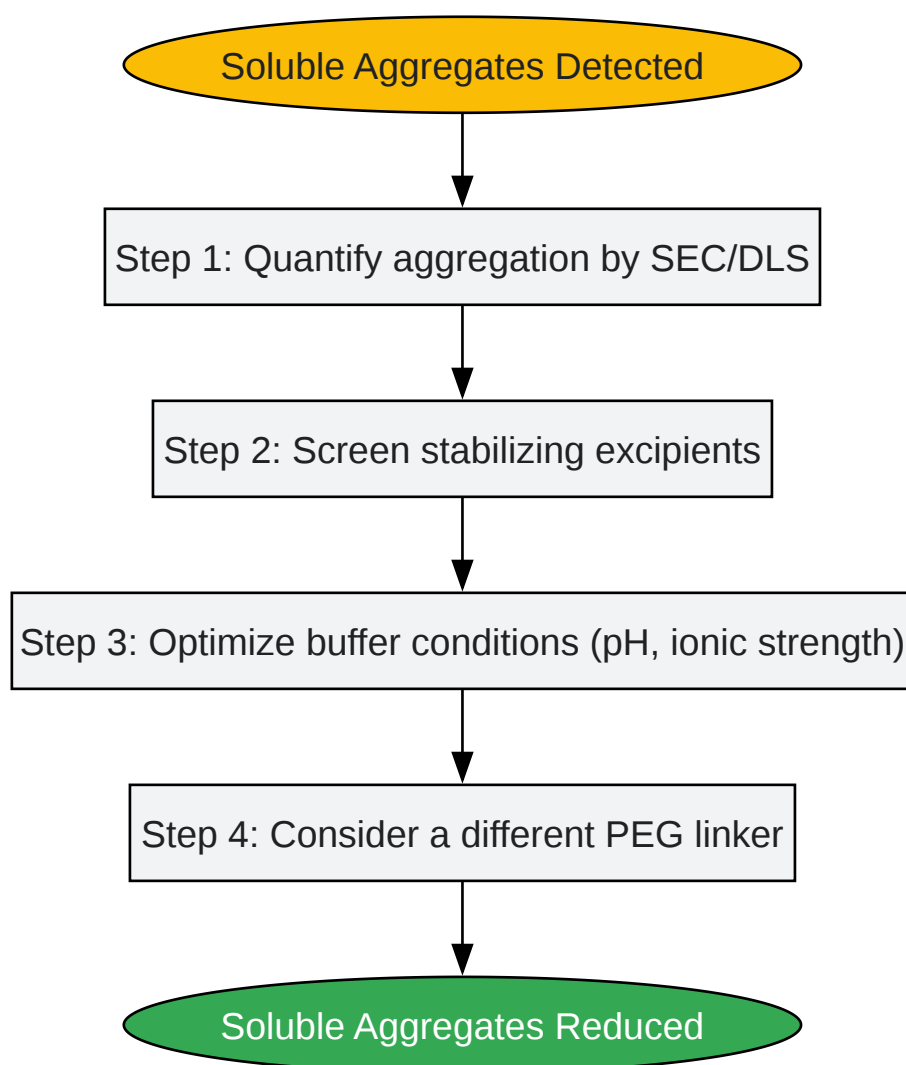 Soluble Aggregates Detected
Step 1: Quantify aggregation by SEC/DLS
Step 2: Screen stabilizing excipients
Step 3: Optimize buffer conditions (pH, ionic strength)
Step 4: Consider a different PEG linker
Soluble Aggregates Reduced